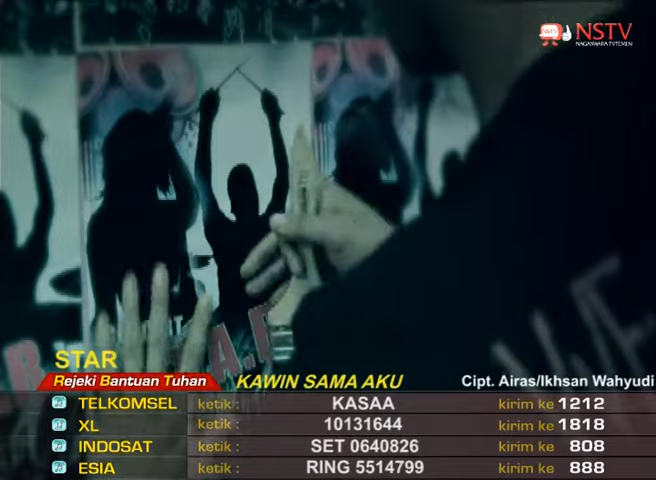 NSTV
NAGASWARA TVTEMEN
STAR
Rejeki Bantuan Tuhan
KAWIN SAMA AKU
Cipt. Airas/Ikhsan Wahyudi
TELKOMSEL ketik : KASAA kirim ke 1212
XL ketik : 10131644 kirim ke 1818
INDOSAT ketik : SET 0640826 kirim ke 808
ESIA ketik : RING 5514799 kirim ke 888